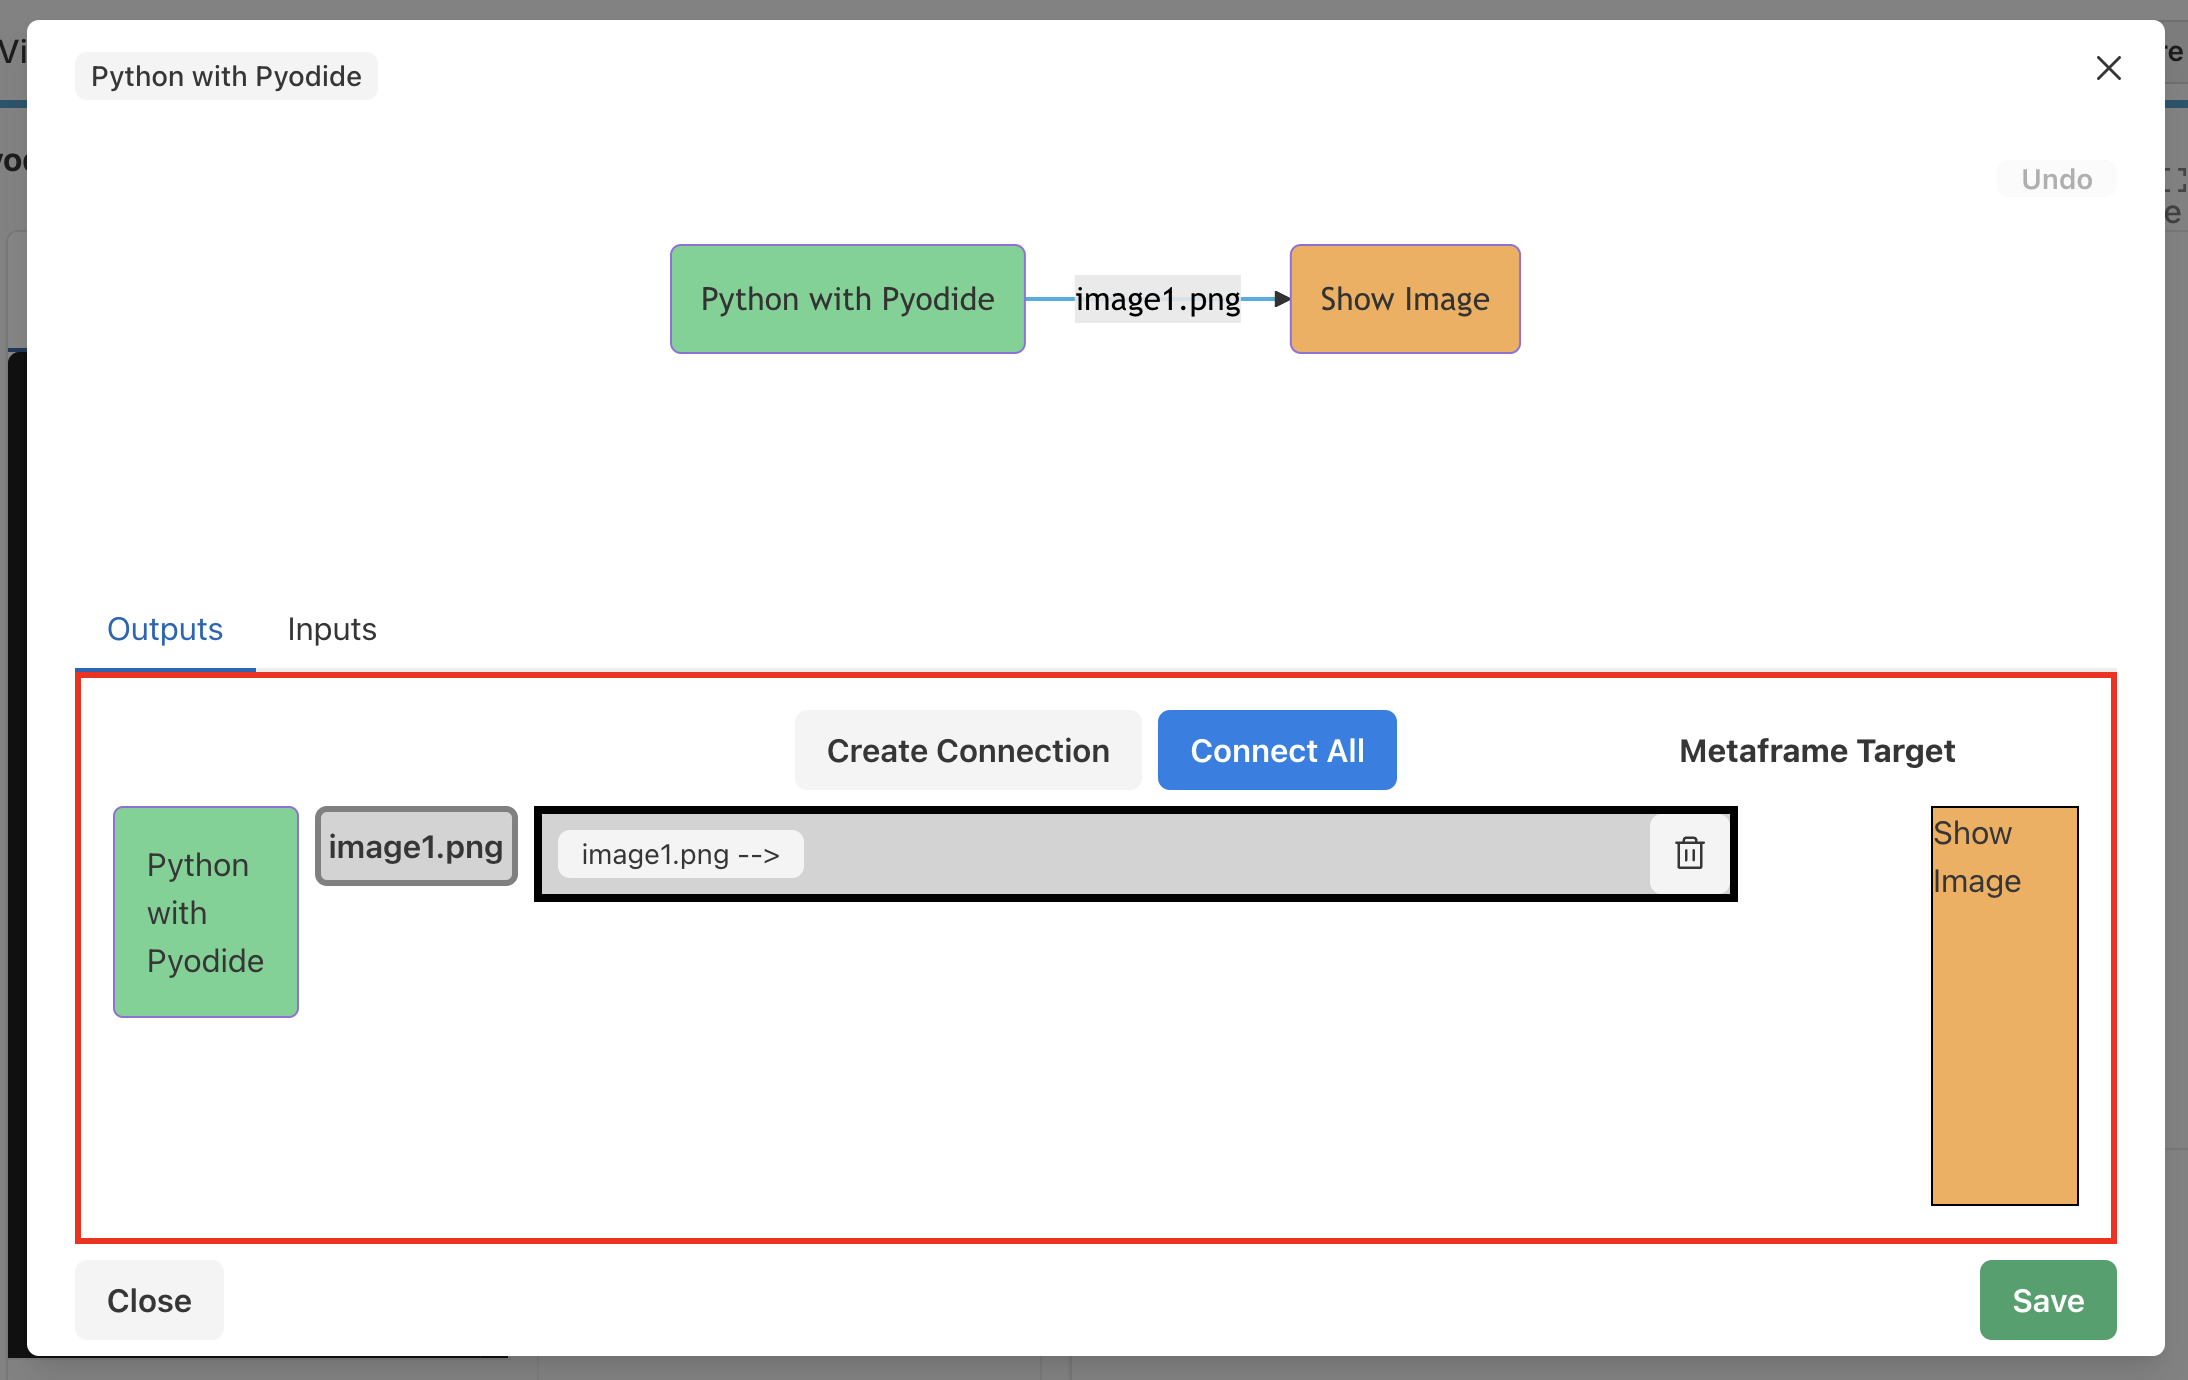 Python with Pyodide
Undo
Python with Pyodide
image1.png
Show Image
Outputs
Inputs
Create Connection
Connect All
Metaframe Target
Python
with
Pyodide
image1.png
image1.png -->
Show
Image
Close
Save